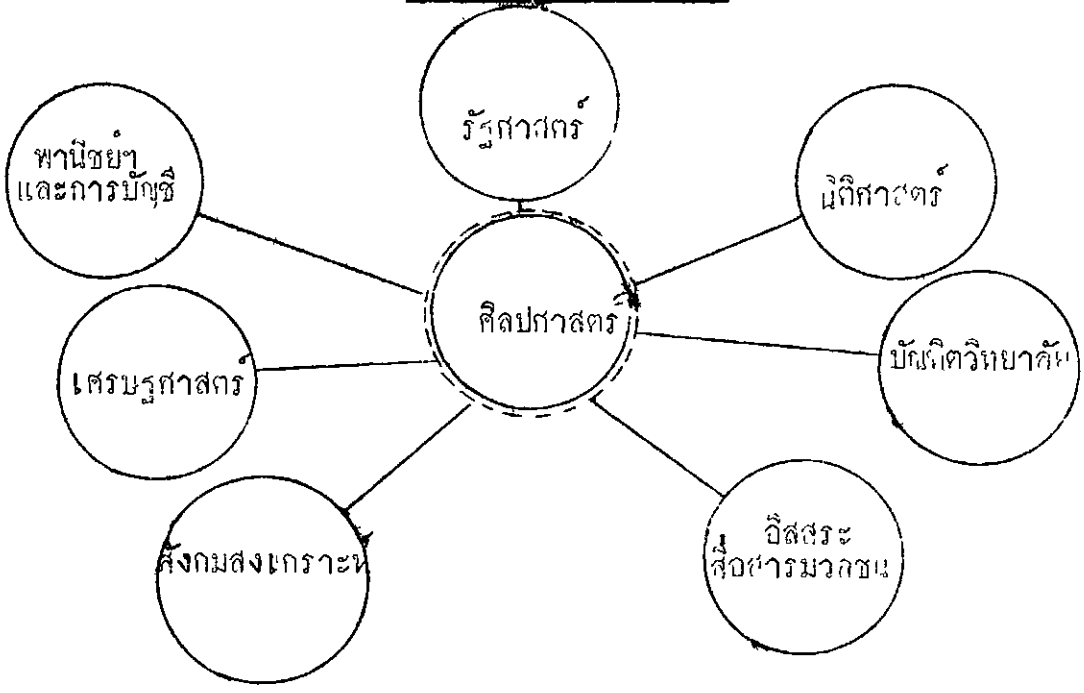 รัฐศาสตร์
พานิชย์ฯ
และการบัญชี
นิติศาสตร์
ศิลปศาสตร์
บัณฑิตวิทยาลัย
เศรษฐศาสตร์
อิสสระ
สื่อสารมวลชน
สังคมสงเคราะห์